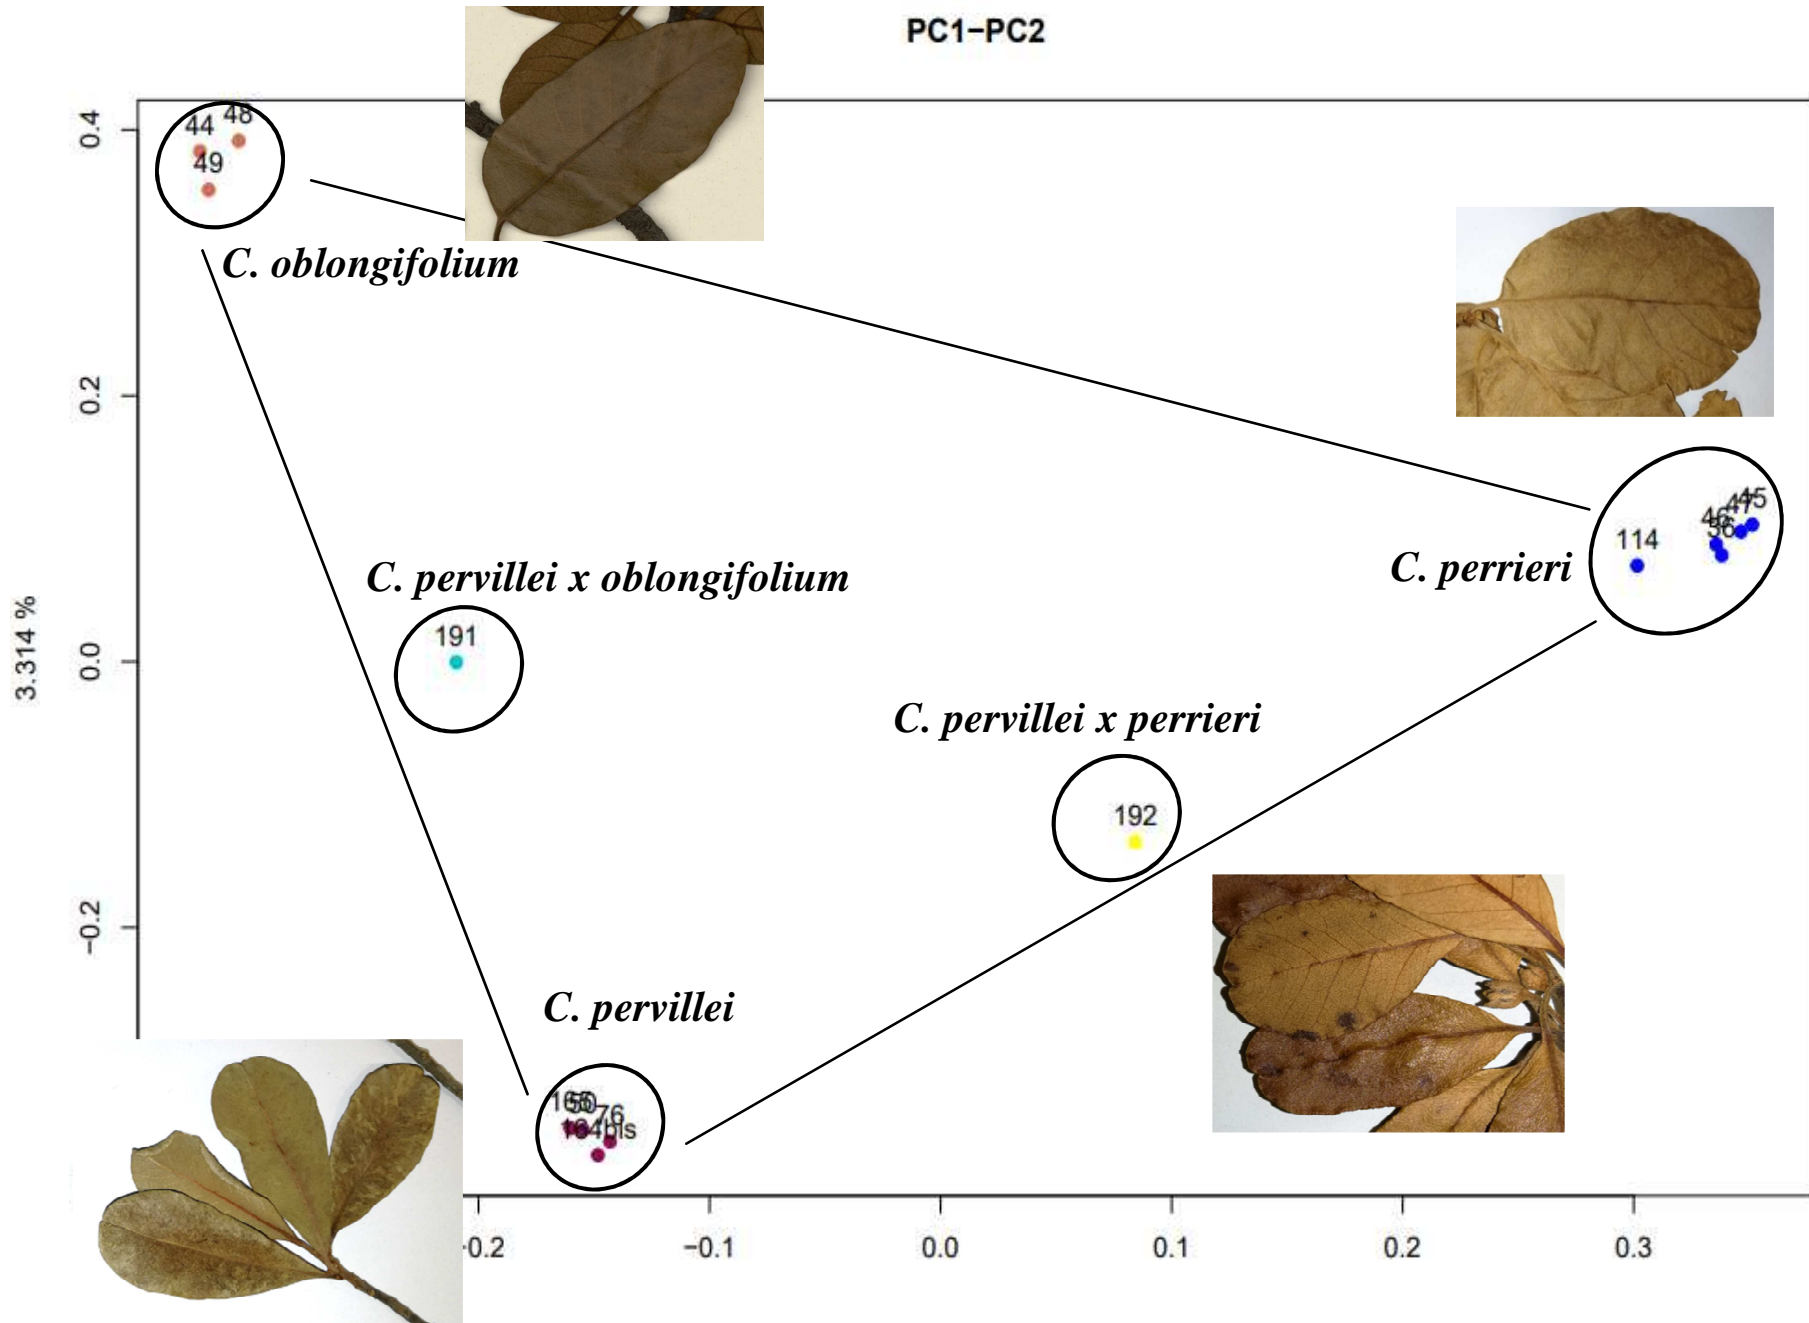 PC1−PC2
0.4
44 48
49
C. oblongifolium
0.2
45
47
46
36
114
C. perrieri
C. pervillei x oblongifolium
191
3.314 %
0.0
C. pervillei x perrieri
192
−0.2
C. pervillei
76
-0.2 −0.1 0.0 0.1 0.2 0.3